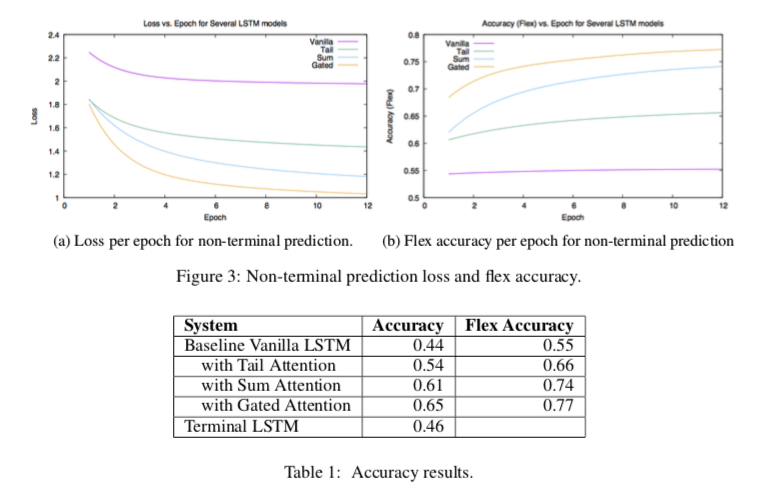 Loss vs. Epoch for Several LSTM models
2.4
2.2
2
1.8
1.6
1.4
1.2
1
Loss
0 2 4 6 8 10 12
Epoch
Vanilla
Tail
Sum
Gated
(a) Loss per epoch for non-terminal prediction.
Accuracy (Flex) vs. Epoch for Several LSTM models
0.8
0.75
0.7
0.65
0.6
0.55
0.5
Accuracy (Flex)
0 2 4 6 8 10 12
Epoch
Vanilla
Tail
Sum
Gated
(b) Flex accuracy per epoch for non-terminal prediction
Figure 3: Non-terminal prediction loss and flex accuracy.
System Accuracy Flex Accuracy
Baseline Vanilla LSTM 0.44 0.55
with Tail Attention 0.54 0.66
with Sum Attention 0.61 0.74
with Gated Attention 0.65 0.77
Terminal LSTM 0.46
Table 1: Accuracy results.